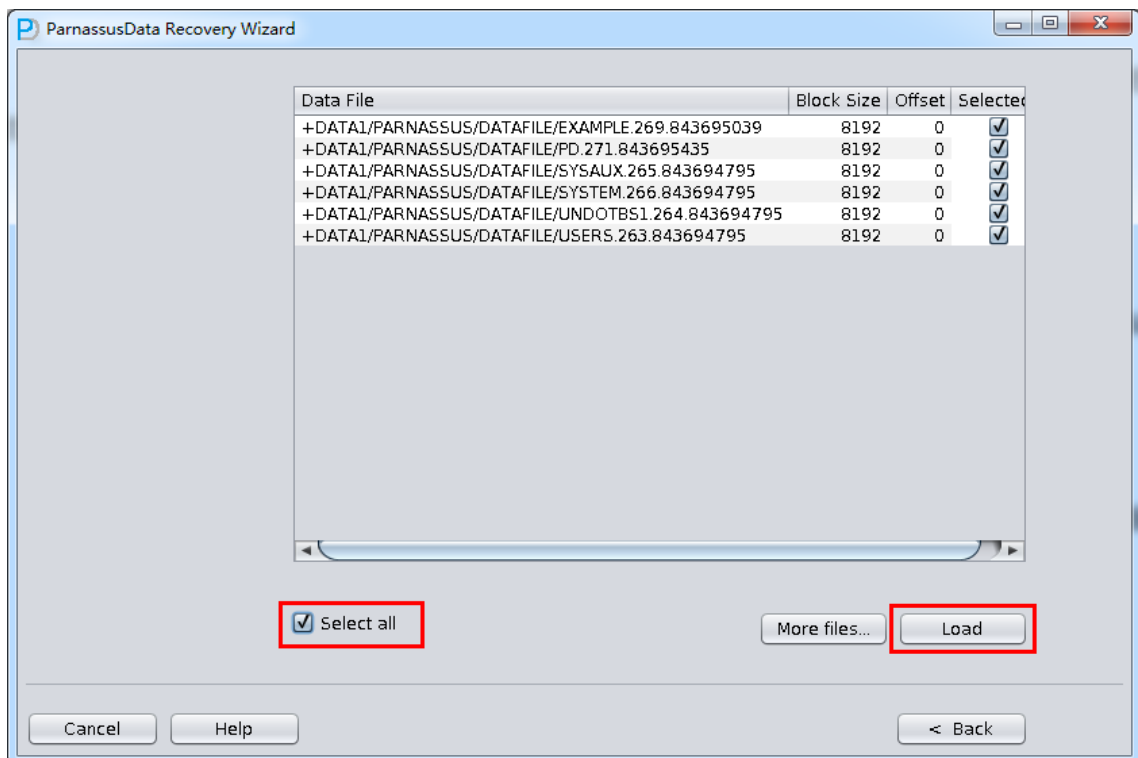 ParnassusData Recovery Wizard
Data File Block Size Offset Selected
+DATA1/PARNASSUS/DATAFILE/EXAMPLE.269.843695039 8192 0
+DATA1/PARNASSUS/DATAFILE/PD.271.843695435 8192 0
+DATA1/PARNASSUS/DATAFILE/SYSAUX.265.843694795 8192 0
+DATA1/PARNASSUS/DATAFILE/SYSTEM.266.843694795 8192 0
+DATA1/PARNASSUS/DATAFILE/UNDOTBS1.264.843694795 8192 0
+DATA1/PARNASSUS/DATAFILE/USERS.263.843694795 8192 0
Select all
More files... Load
Cancel Help < Back